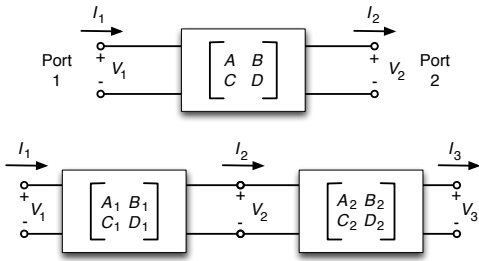 I1 I2
Port 1 + V1 - A B + V2 - Port 2
C D
I1 I2 I3
+ V1 - A1 B1 + V2 - A2 B2 + V3 -
C1 D1 C2 D2